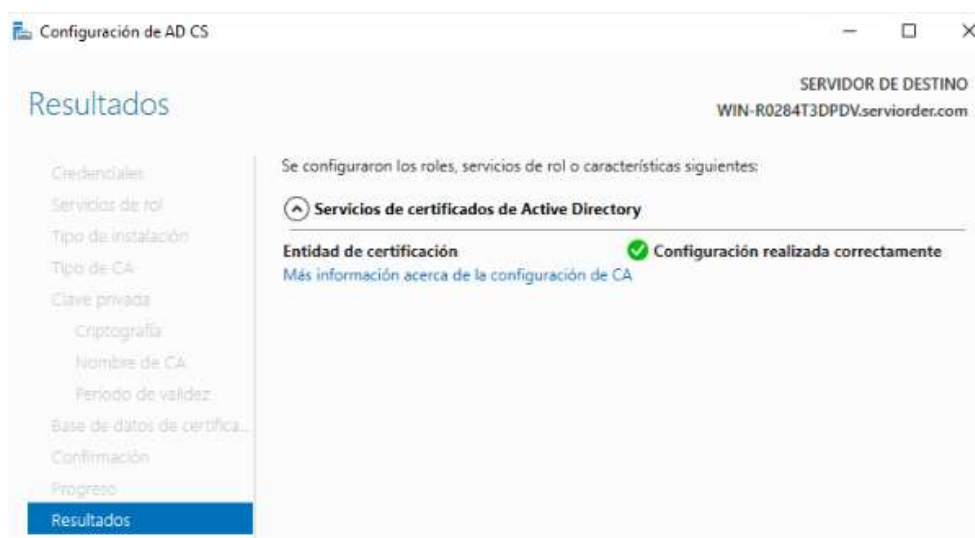 Configuración de AD CS
SERVIDOR DE DESTINO
WIN-R0284T3DPDV.serviorder.com
Resultados
Credenciales
Servicios de rol
Tipo de instalación
Tipo de CA
Clave privada
Criptografía
Nombre de CA
Período de validez
Base de datos de certifica...
Confirmación
Progreso
Resultados
Se configuraron los roles, servicios de rol o características siguientes:
Servicios de certificados de Active Directory
Entidad de certificación Configuración realizada correctamente
Más información acerca de la configuración de CA